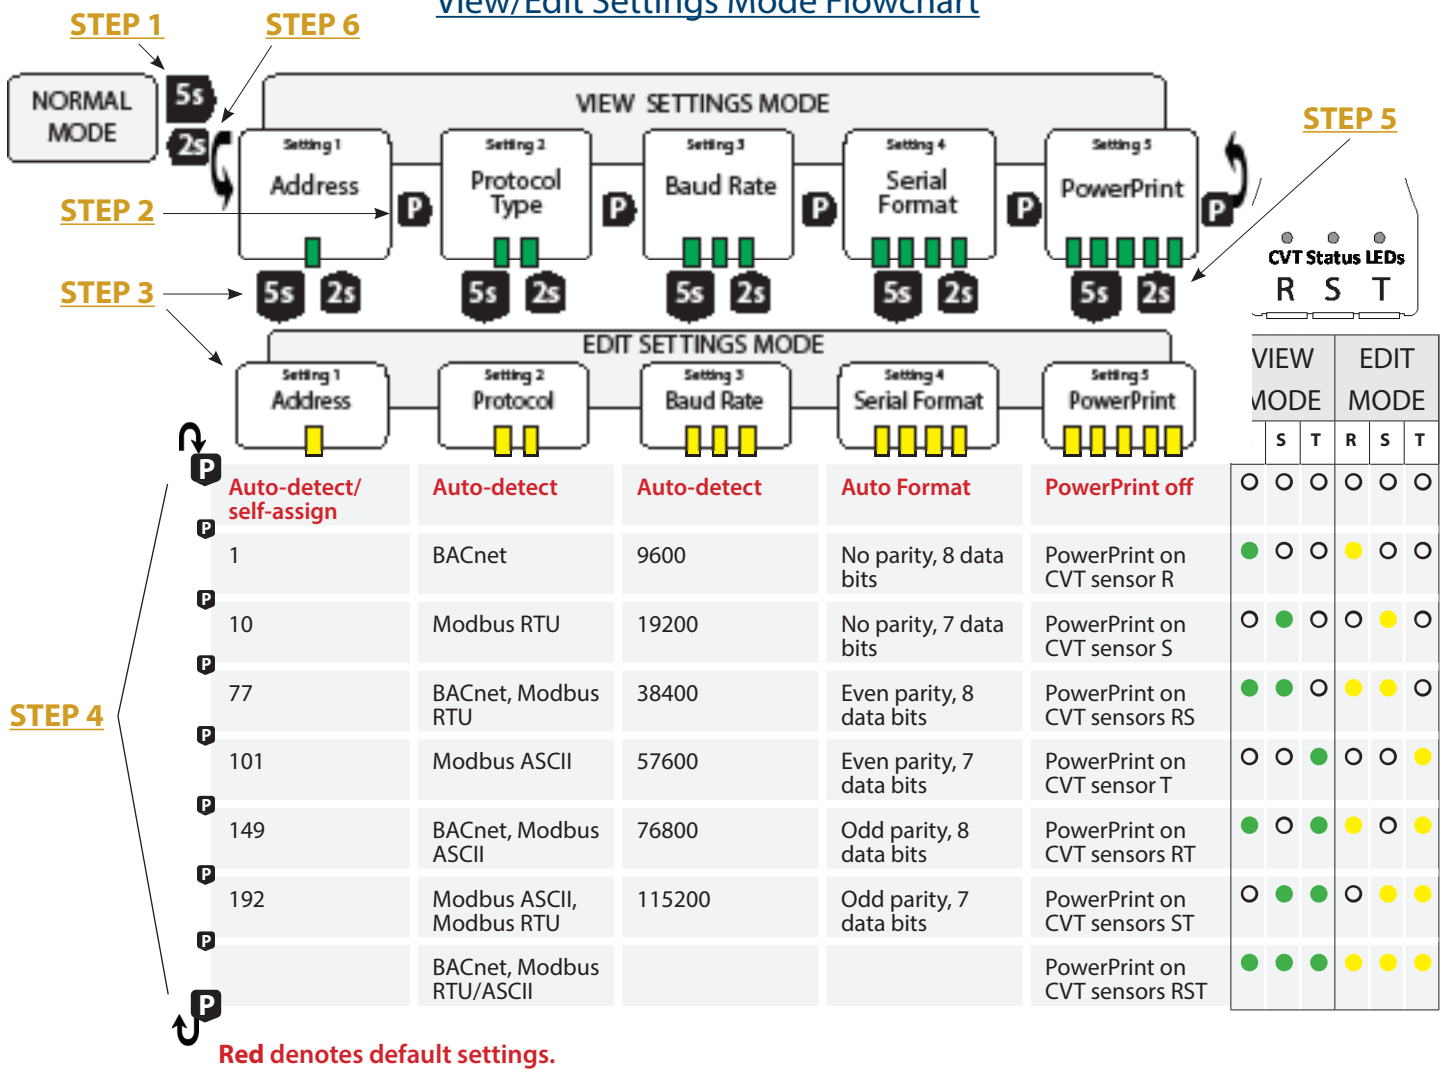 View/Edit Settings Mode Flowchart
STEP 1
STEP 6
NORMAL
MODE
5s
2s
VIEW SETTINGS MODE
STEP 5
Setting 1
Address
Setting 2
Protocol
Type
Setting 3
Baud Rate
Setting 4
Serial
Format
Setting 5
PowerPrint
STEP 2
P
P
P
P
P
CVT Status LEDs
R S T
STEP 3
5s 2s
5s 2s
5s 2s
5s 2s
5s 2s
EDIT SETTINGS MODE
Setting 1
Address
Setting 2
Protocol
Setting 3
Baud Rate
Setting 4
Serial Format
Setting 5
PowerPrint
VIEW
MODE
EDIT
MODE
S T R S T
P
Auto-detect/
self-assign
Auto-detect
Auto-detect
Auto Format
PowerPrint off
P
1
BACnet
9600
No parity, 8 data
bits
PowerPrint on
CVT sensor R
P
10
Modbus RTU
19200
No parity, 7 data
bits
PowerPrint on
CVT sensor S
P
77
BACnet, Modbus
RTU
38400
Even parity, 8
data bits
PowerPrint on
CVT sensors RS
STEP 4
P
101
Modbus ASCII
57600
Even parity, 7
data bits
PowerPrint on
CVT sensor T
P
149
BACnet, Modbus
ASCII
76800
Odd parity, 8
data bits
PowerPrint on
CVT sensors RT
P
192
Modbus ASCII,
Modbus RTU
115200
Odd parity, 7
data bits
PowerPrint on
CVT sensors ST
P
BACnet, Modbus
RTU/ASCII
PowerPrint on
CVT sensors RST
P
Red denotes default settings.